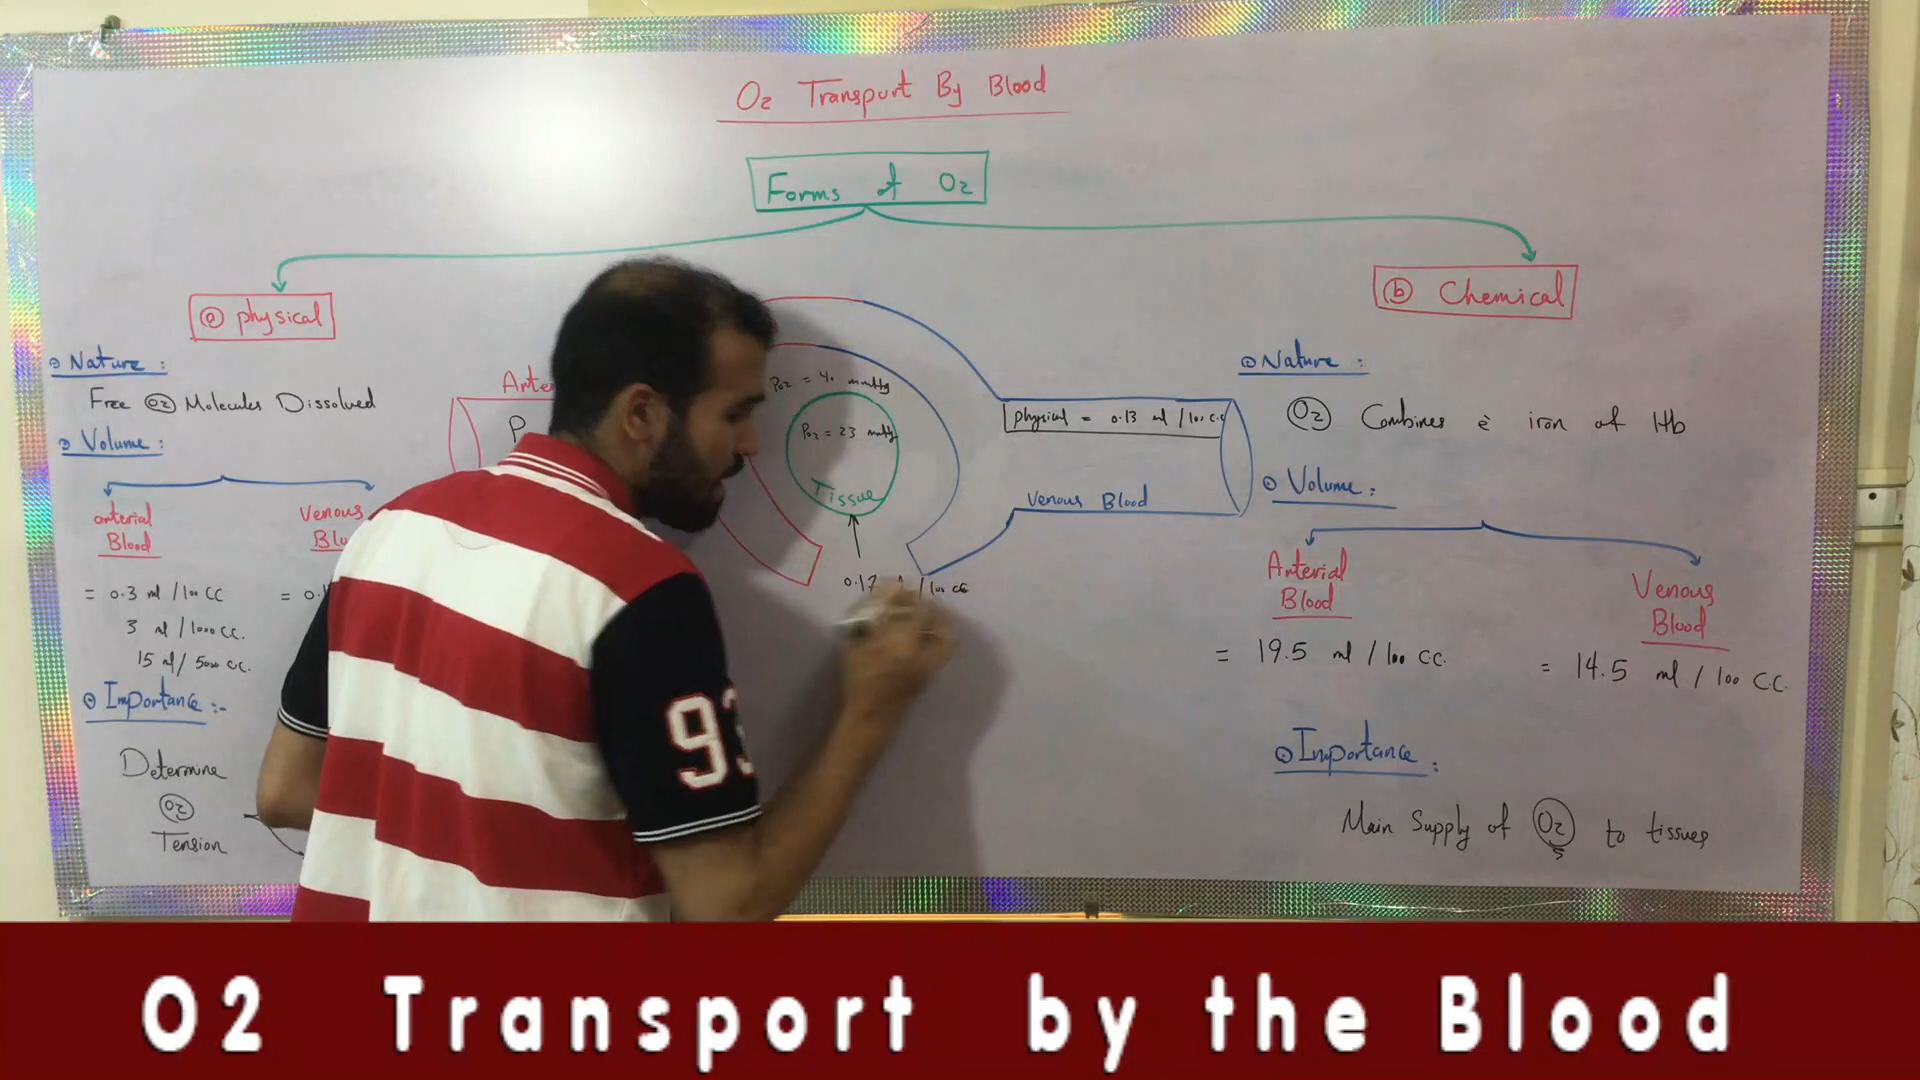 O2 Transport By Blood
Forms of O2
ⓐ physical
ⓑ Chemical
Nature :
Free O2 Molecules Dissolved
Volume :
arterial Blood
= 0.3 ml / 100 CC
3 ml / 1000 CC.
15 ml / 5000 CC.
Venous
Importance :-
Determine
O2
Tension
PO2 = 40 mmHg
PO2 = 23 mmHg
Tissue
0.17 / 100 CC
physical = 0.13 ml / 100 C.C
Venous Blood
Nature :
O2 Combines è iron of Hb
Volume :
Arterial Blood
= 19.5 ml / 100 CC.
Venous Blood
= 14.5 ml / 100 C.C.
Importance :
Main Supply of O2 to tissues
93
O2 Transport by the Blood